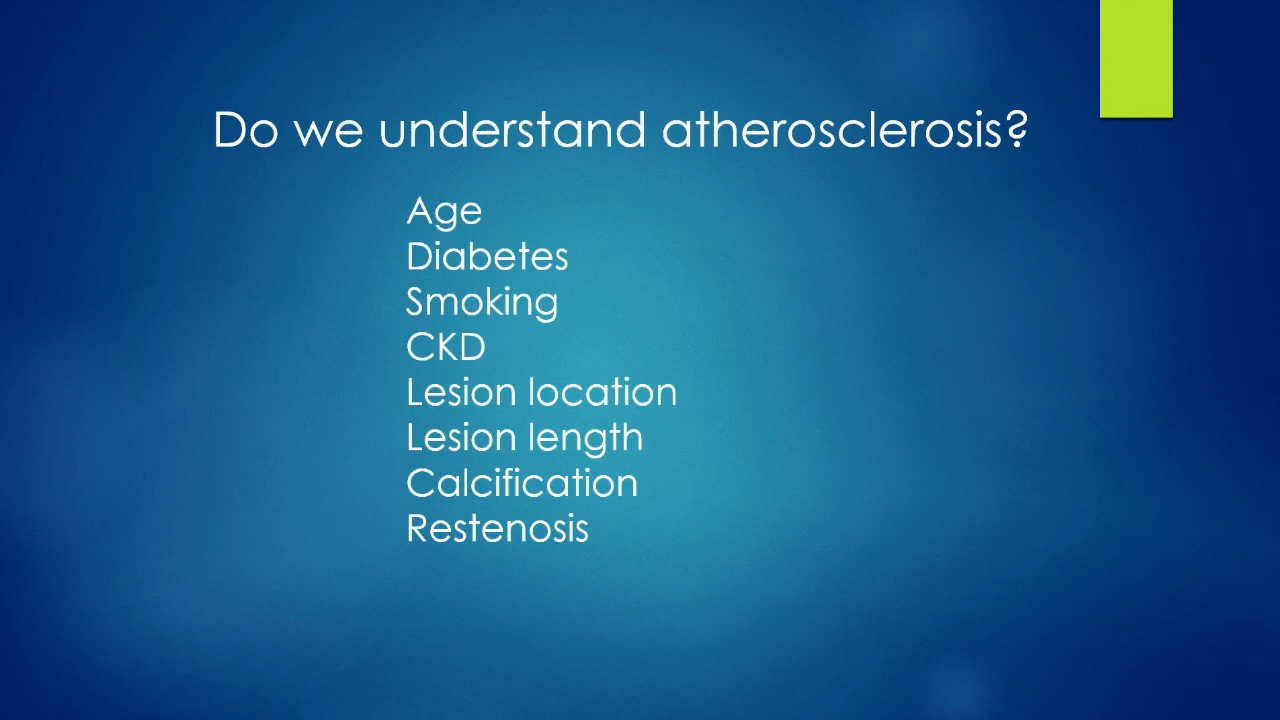 Do we understand atherosclerosis?
Age
Diabetes
Smoking
CKD
Lesion location
Lesion length
Calcification
Restenosis